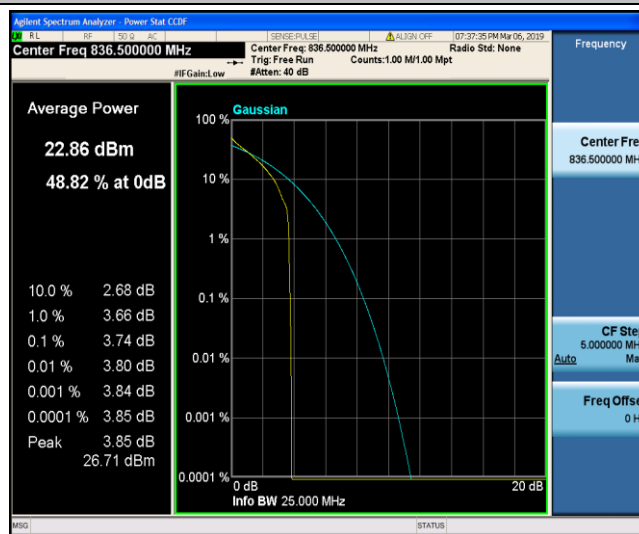 Agilent Spectrum Analyzer - Power Stat CCDF
RL RF 50 Ω AC SENSE:PULSE ALIGN OFF 07:37:35 PM Mar 06, 2019
Center Freq 836.500000 MHz
Center Freq: 836.500000 MHz Radio Std: None
Trig: Free Run Counts:1.00 M/1.00 Mpt
#IFGain:Low #Atten: 40 dB
Frequency
Average Power
22.86 dBm
48.82 % at 0dB
10.0 % 2.68 dB
1.0 % 3.66 dB
0.1 % 3.74 dB
0.01 % 3.80 dB
0.001 % 3.84 dB
0.0001 % 3.85 dB
Peak 3.85 dB
26.71 dBm
Gaussian
100 %
10 %
1 %
0.1 %
0.01 %
0.001 %
0.0001 %
0 dB 20 dB
Info BW 25.000 MHz
Center Fre
836.500000 MH
CF Ste
5.000000 MH
Auto Ma
Freq Offse
0 H
MSG STATUS